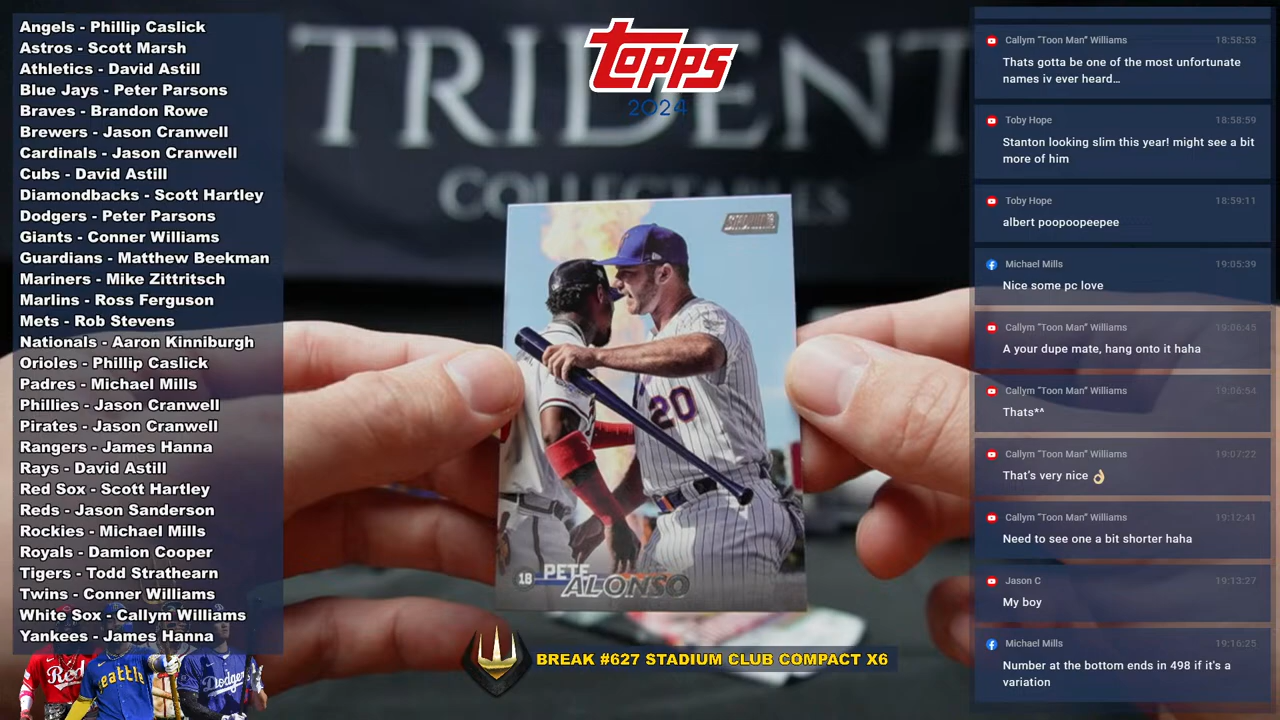 Angels - Phillip Caslick
Astros - Scott Marsh
Athletics - David Astill
Blue Jays - Peter Parsons
Braves - Brandon Rowe
Brewers - Jason Cranwell
Cardinals - Jason Cranwell
Cubs - David Astill
Diamondbacks - Scott Hartley
Dodgers - Peter Parsons
Giants - Conner Williams
Guardians - Matthew Beekman
Mariners - Mike Zittritsch
Marlins - Ross Ferguson
Mets - Rob Stevens
Nationals - Aaron Kinniburgh
Orioles - Phillip Caslick
Padres - Michael Mills
Phillies - Jason Cranwell
Pirates - Jason Cranwell
Rangers - James Hanna
Rays - David Astill
Red Sox - Scott Hartley
Reds - Jason Sanderson
Rockies - Michael Mills
Royals - Damion Cooper
Tigers - Todd Strathearn
Twins - Conner Williams
White Sox - Callym Williams
Yankees - James Hanna
Reds
Seattle
Dodgers
TRIDENT
COLLECTABLES
topps
2024
STADIUM
20
18 PETE
ALONSO
BREAK #627 STADIUM CLUB COMPACT X6
Callym "Toon Man" Williams 18:58:53
Thats gotta be one of the most unfortunate
names iv ever heard...
Toby Hope 18:58:59
Stanton looking slim this year! might see a bit
more of him
Toby Hope 18:59:11
albert poopoopeepee
Michael Mills 19:05:39
Nice some pc love
Callym "Toon Man" Williams 19:06:45
A your dupe mate, hang onto it haha
Callym "Toon Man" Williams 19:06:54
Thats^^
Callym "Toon Man" Williams 19:07:22
That's very nice 👌🏼
Callym "Toon Man" Williams 19:12:41
Need to see one a bit shorter haha
Jason C 19:13:27
My boy
Michael Mills 19:16:25
Number at the bottom ends in 498 if it's a
variation